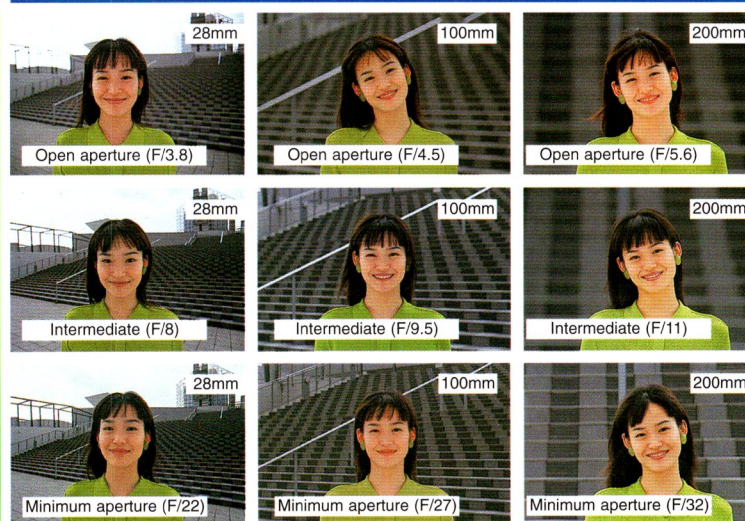 28mm
Open aperture (F/3.8)
100mm
Open aperture (F/4.5)
200mm
Open aperture (F/5.6)
28mm
Intermediate (F/8)
100mm
Intermediate (F/9.5)
200mm
Intermediate (F/11)
28mm
Minimum aperture (F/22)
100mm
Minimum aperture (F/27)
200mm
Minimum aperture (F/32)